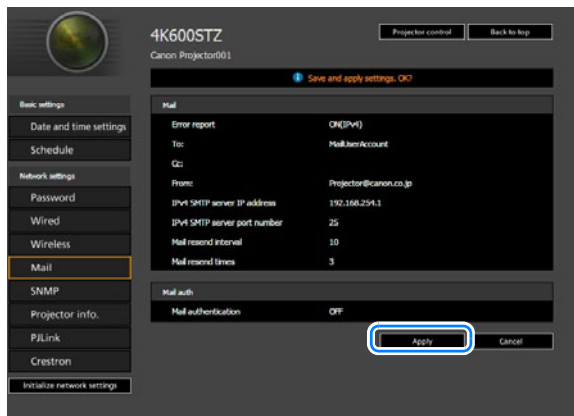 4K600STZ
Projector control
Back to top
Canon Projector001
Save and apply settings. OK?
Basic settings
Date and time settings
Schedule
Network settings
Password
Wired
Wireless
Mail
SNMP
Projector info.
PJLink
Crestron
Initialize network settings
Mail
Error report ON(IPv4)
To: MailUserAccount
Cc:
From: Projector@canon.co.jp
IPv4 SMTP server IP address 192.168.254.1
IPv4 SMTP server port number 25
Mail resend interval 10
Mail resend times 3
Mail auth
Mail authentication OFF
Apply
Cancel